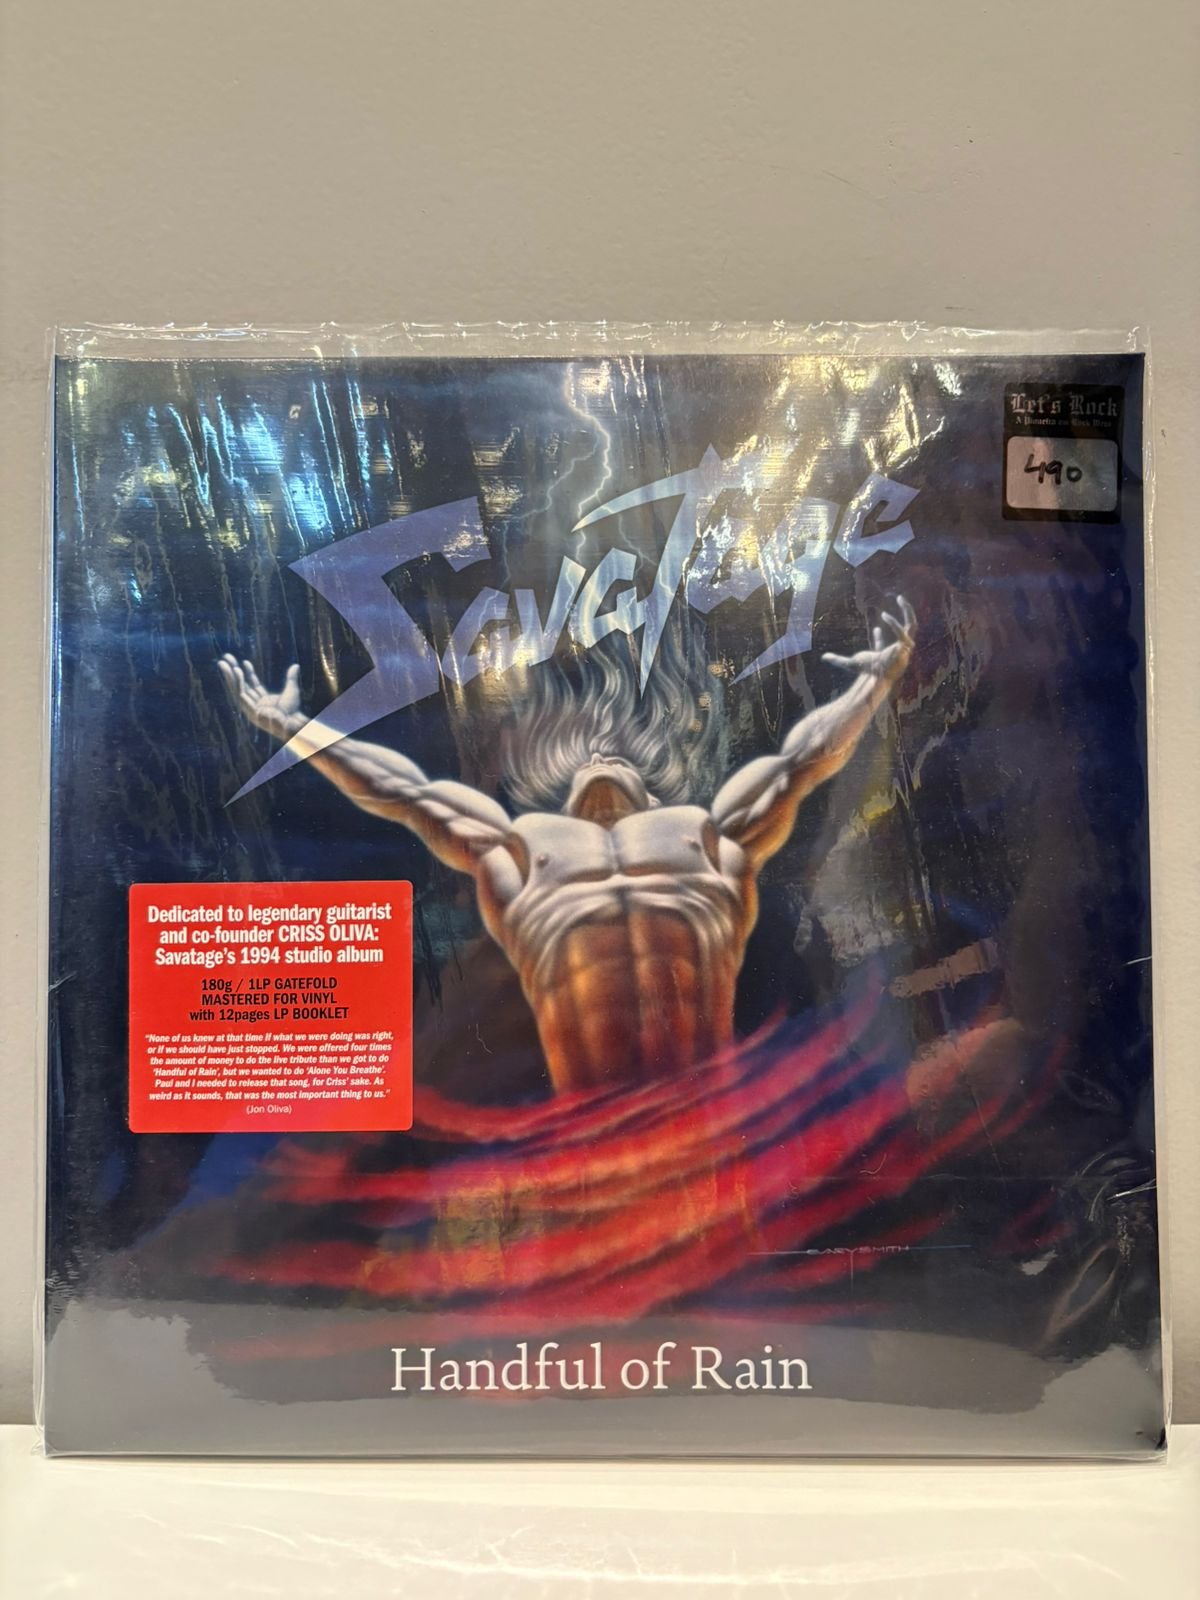 Let's Rock
490
Savatage
Dedicated to legendary guitarist
and co-founder CRISS OLIVA:
Savatage's 1994 studio album
180g / 1LP GATEFOLD
MASTERED FOR VINYL
with 12pages LP BOOKLET
"None of us knew at that time if what we were doing was right,
or if we should have just stopped. We were offered four times
the amount of money to do the live tribute than we got to do
'Handful of Rain', but we wanted to do 'Alone You Breathe'.
Paul and I needed to release that song, for Criss' sake. As
weird as it sounds, that was the most important thing to us."
(Jon Oliva)
GARY SMITH
Handful of Rain